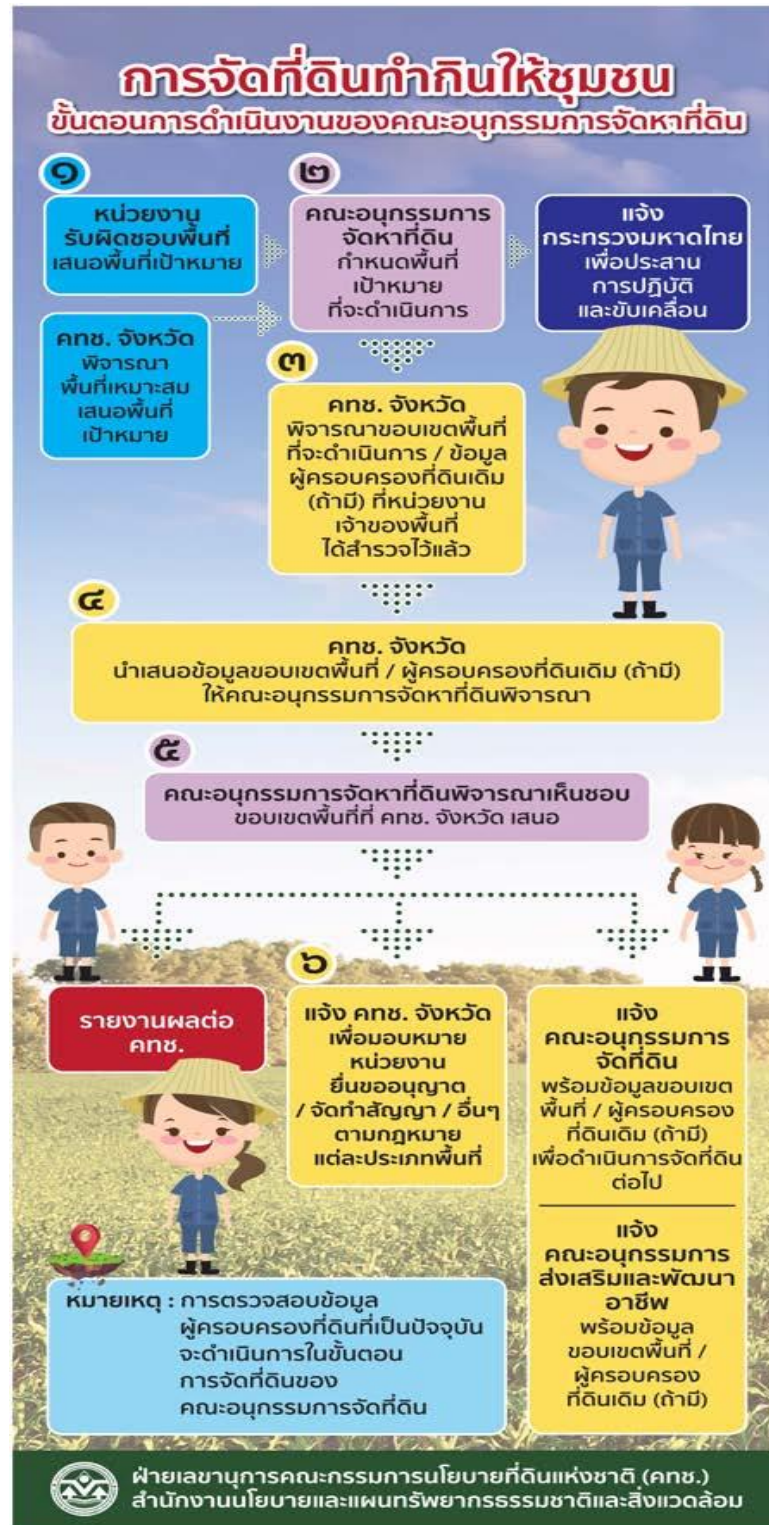 การจัดที่ดินทำกินให้ชุมชน
ขั้นตอนการดำเนินงานของคณะอนุกรรมการจัดหาที่ดิน
๑
หน่วยงาน
รับผิดชอบพื้นที่
เสนอพื้นที่เป้าหมาย
คทช. จังหวัด
พิจารณา
พื้นที่เหมาะสม
เสนอพื้นที่
เป้าหมาย
๒
คณะอนุกรรมการ
จัดหาที่ดิน
กำหนดพื้นที่
เป้าหมาย
ที่จะดำเนินการ
แจ้ง
กระทรวงมหาดไทย
เพื่อประสาน
การปฏิบัติ
และขับเคลื่อน
๓
คทช. จังหวัด
พิจารณาขอบเขตพื้นที่
ที่จะดำเนินการ / ข้อมูล
ผู้ครอบครองที่ดินเดิม
(ถ้ามี) ที่หน่วยงาน
เจ้าของพื้นที่
ได้สำรวจไว้แล้ว
๔
คทช. จังหวัด
นำเสนอข้อมูลขอบเขตพื้นที่ / ผู้ครอบครองที่ดินเดิม (ถ้ามี)
ให้คณะอนุกรรมการจัดหาที่ดินพิจารณา
๕
คณะอนุกรรมการจัดหาที่ดินพิจารณาเห็นชอบ
ขอบเขตพื้นที่ที่ คทช. จังหวัด เสนอ
๖
รายงานผลต่อ
คทช.
แจ้ง คทช. จังหวัด
เพื่อมอบหมาย
หน่วยงาน
ยื่นขออนุญาต
/ จัดทำสัญญา / อื่นๆ
ตามกฎหมาย
แต่ละประเภทพื้นที่
แจ้ง
คณะอนุกรรมการ
จัดที่ดิน
พร้อมข้อมูลขอบเขต
พื้นที่ / ผู้ครอบครอง
ที่ดินเดิม (ถ้ามี)
เพื่อดำเนินการจัดที่ดิน
ต่อไป
แจ้ง
คณะอนุกรรมการ
ส่งเสริมและพัฒนา
อาชีพ
พร้อมข้อมูล
ขอบเขตพื้นที่ /
ผู้ครอบครอง
ที่ดินเดิม (ถ้ามี)
หมายเหตุ : การตรวจสอบข้อมูล
ผู้ครอบครองที่ดินที่เป็นปัจจุบัน
จะดำเนินการในขั้นตอน
การจัดที่ดินของ
คณะอนุกรรมการจัดที่ดิน
ฝ่ายเลขานุการคณะกรรมการนโยบายที่ดินแห่งชาติ (คทช.)
สำนักงานนโยบายและแผนทรัพยากรธรรมชาติและสิ่งแวดล้อม